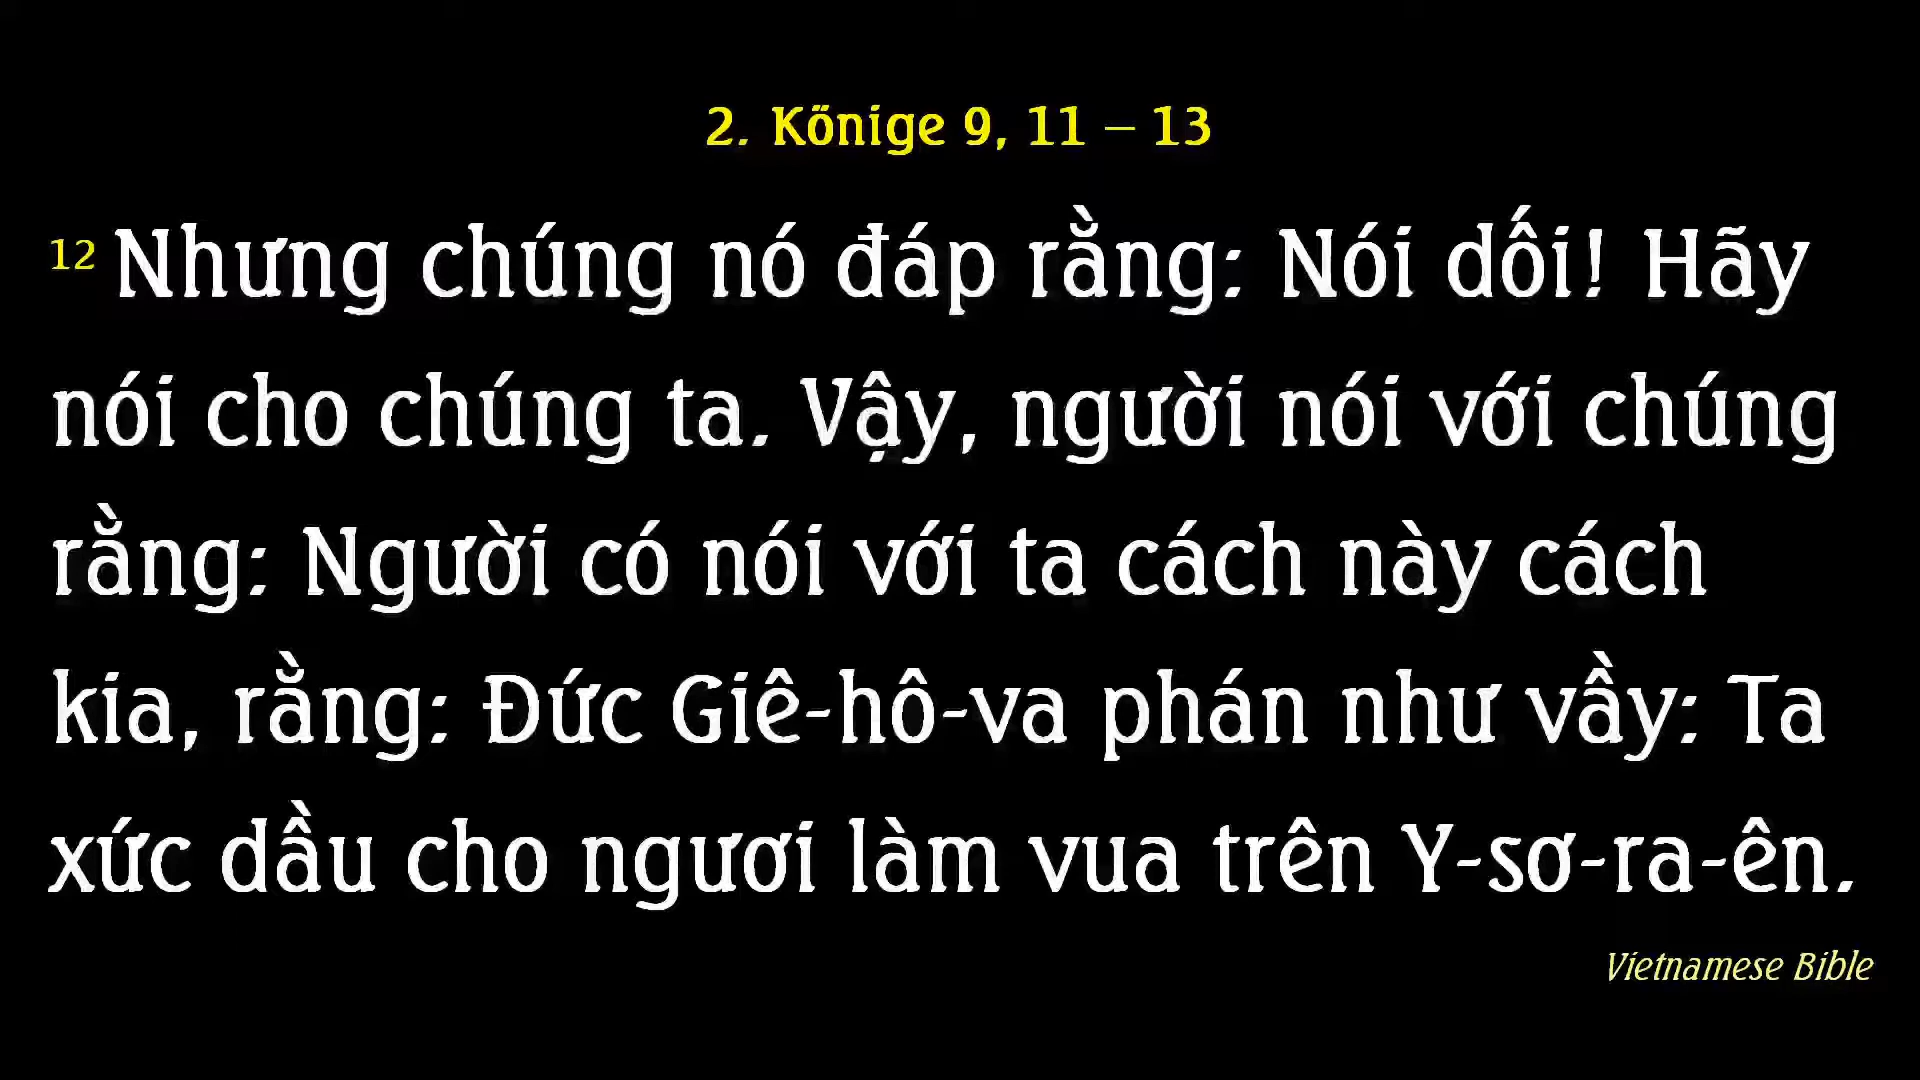 2. Könige 9, 11 – 13
12 Nhưng chúng nó đáp rằng: Nói dối! Hãy
nói cho chúng ta. Vậy, người nói với chúng
rằng: Người có nói với ta cách này cách
kia, rằng: Đức Giê-hô-va phán như vầy: Ta
xức dầu cho ngươi làm vua trên Y-sơ-ra-ên.
Vietnamese Bible